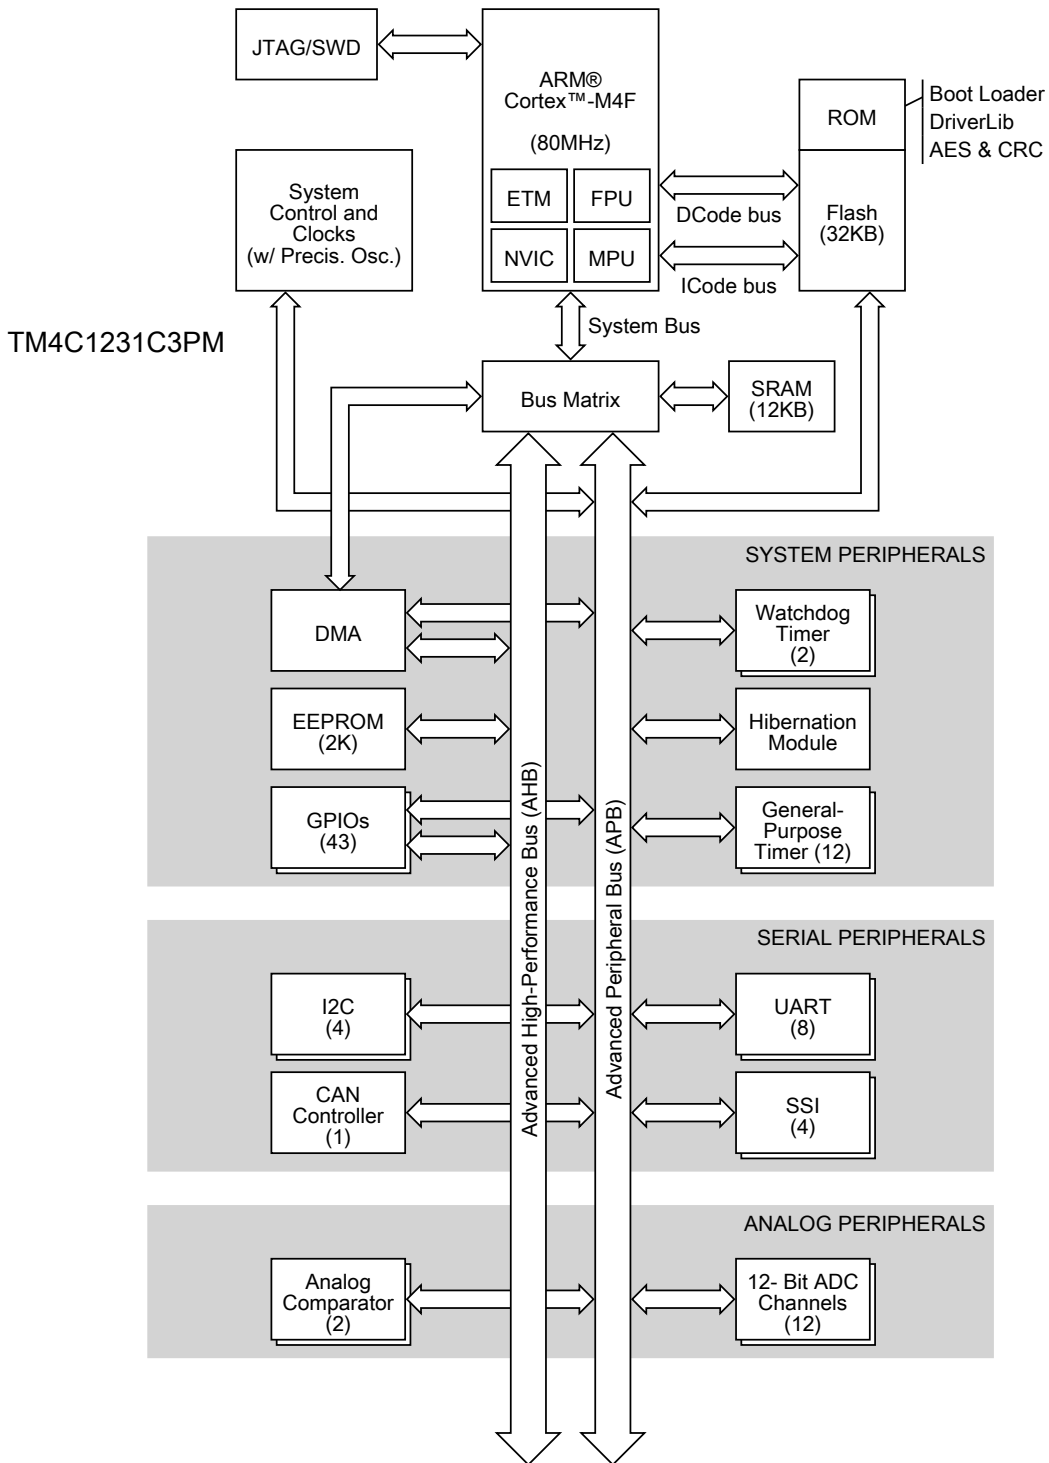 JTAG/SWD
ARM®
Cortex™-M4F
(80MHz)
ETM
FPU
NVIC
MPU
ROM
Boot Loader
DriverLib
AES & CRC
System
Control and
Clocks
(w/ Precis. Osc.)
DCode bus
Flash
(32KB)
ICode bus
System Bus
TM4C1231C3PM
Bus Matrix
SRAM
(12KB)
SYSTEM PERIPHERALS
DMA
Watchdog
Timer
(2)
EEPROM
(2K)
Hibernation
Module
GPIOs
(43)
General-
Purpose
Timer (12)
Advanced High-Performance Bus (AHB)
Advanced Peripheral Bus (APB)
SERIAL PERIPHERALS
I2C
(4)
UART
(8)
CAN
Controller
(1)
SSI
(4)
ANALOG PERIPHERALS
Analog
Comparator
(2)
12- Bit ADC
Channels
(12)